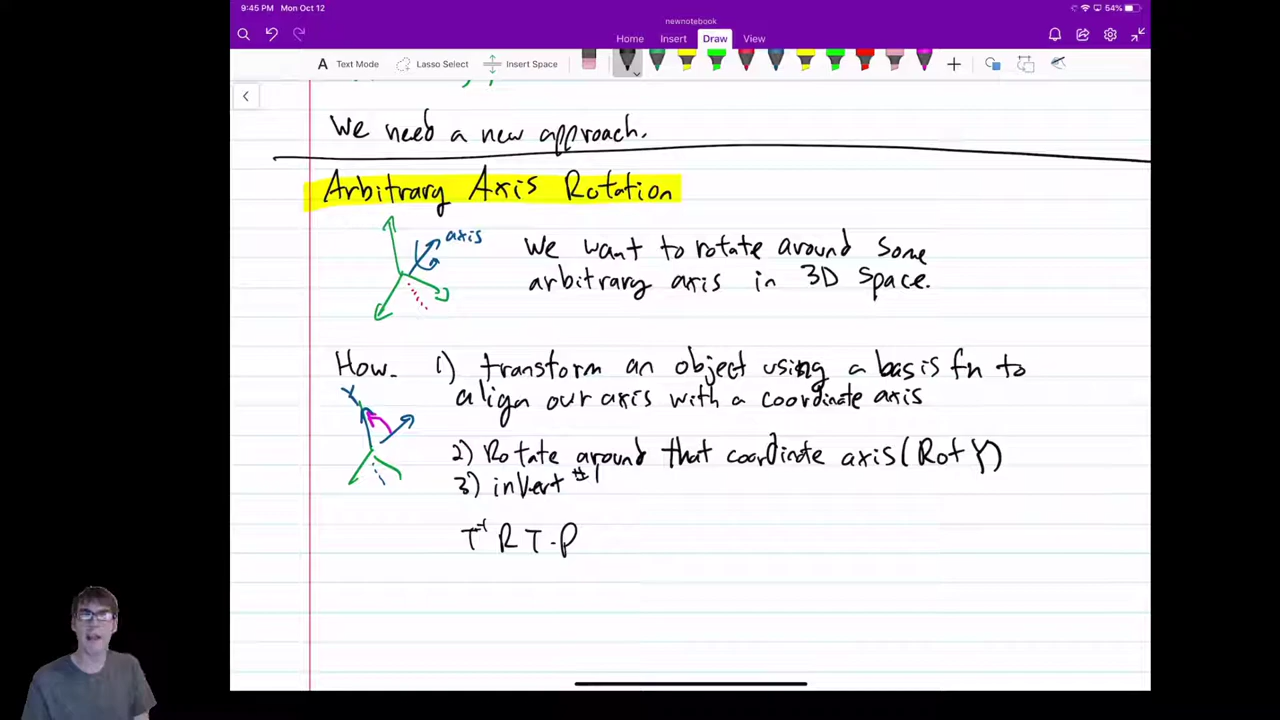 9:45 PM Mon Oct 12
54%
newnotebook
Home Insert Draw View
Text Mode Lasso Select Insert Space
We need a new approach.
Arbitrary Axis Rotation
axis
We want to rotate around some
arbitrary axis in 3D space.
How. 1) transform an object using a basis fn to
align our axis with a coordinate axis
Y
2) Rotate around that coordinate axis (Rot Y)
3) invert #1
T⁻¹ R T · P